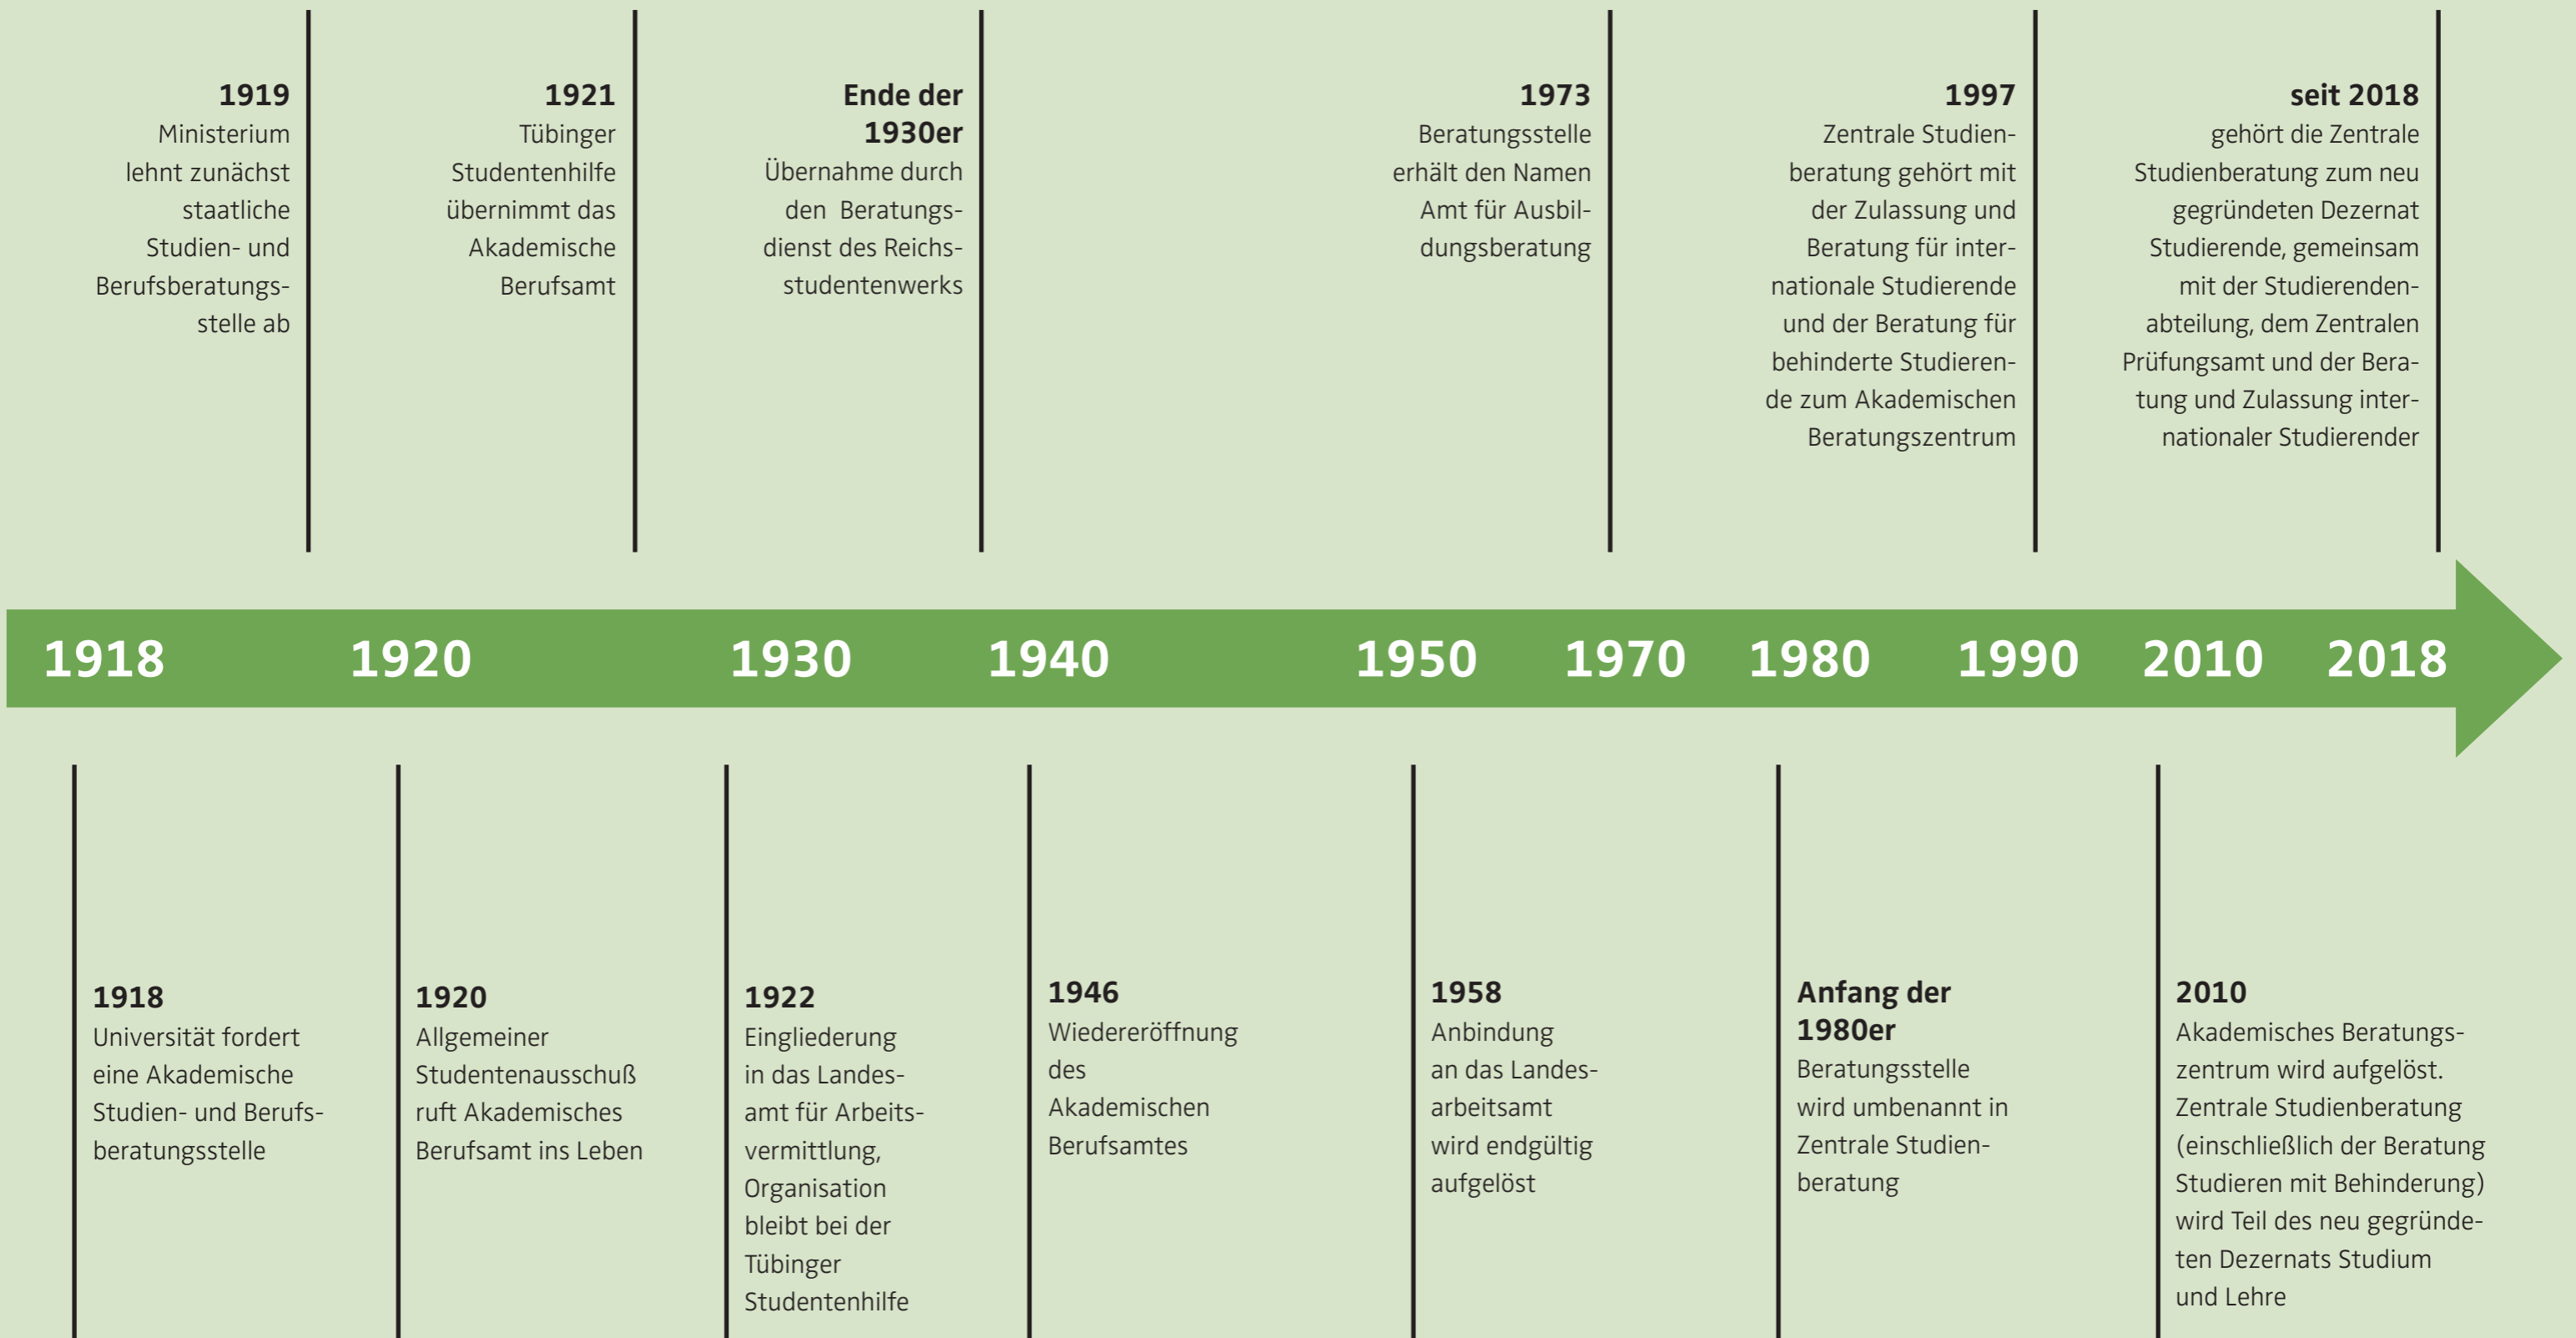 1919
Ministerium
lehnt zunächst
staatliche
Studien- und
Berufsberatungs-
stelle ab
1921
Tübinger
Studentenhilfe
übernimmt das
Akademische
Berufsamt
Ende der
1930er
Übernahme durch
den Beratungs-
dienst des Reichs-
studentenwerks
1973
Beratungsstelle
erhält den Namen
Amt für Ausbil-
dungsberatung
1997
Zentrale Studien-
beratung gehört mit
der Zulassung und
Beratung für inter-
nationale Studierende
und der Beratung für
behinderte Studieren-
de zum Akademischen
Beratungszentrum
seit 2018
gehört die Zentrale
Studienberatung zum neu
gegründeten Dezernat
Studierende, gemeinsam
mit der Studierenden-
abteilung, dem Zentralen
Prüfungsamt und der Bera-
tung und Zulassung inter-
nationaler Studierender
1918 1920 1930 1940 1950 1970 1980 1990 2010 2018
1918
Universität fordert
eine Akademische
Studien- und Berufs-
beratungsstelle
1920
Allgemeiner
Studentenausschuß
ruft Akademisches
Berufsamt ins Leben
1922
Eingliederung
in das Landes-
amt für Arbeits-
vermittlung,
Organisation
bleibt bei der
Tübinger
Studentenhilfe
1946
Wiedereröffnung
des
Akademischen
Berufsamtes
1958
Anbindung
an das Landes-
arbeitsamt
wird endgültig
aufgelöst
Anfang der
1980er
Beratungsstelle
wird umbenannt in
Zentrale Studien-
beratung
2010
Akademisches Beratungs-
zentrum wird aufgelöst.
Zentrale Studienberatung
(einschließlich der Beratung
Studieren mit Behinderung)
wird Teil des neu gegründe-
ten Dezernats Studium
und Lehre